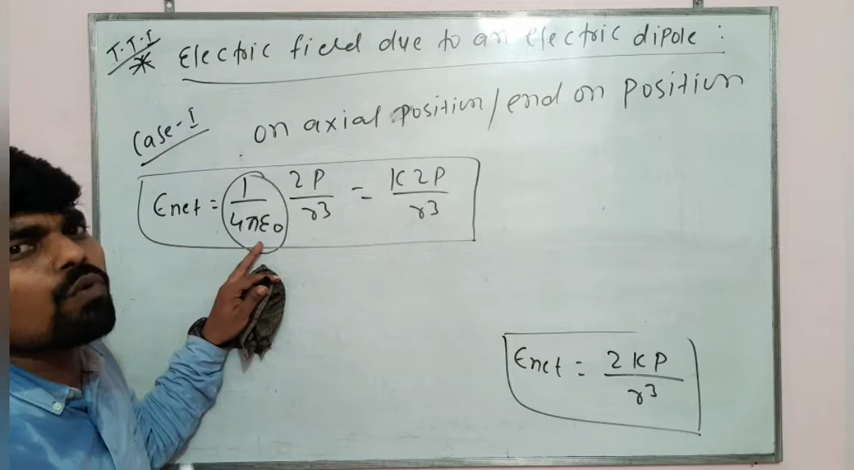 T.T.I
* Electric field due to an electric dipole :
Case-I
on axial position/end on position
Enet = 1/4πε0 2P/r3 = K2P/r3
Enet = 2KP/r3